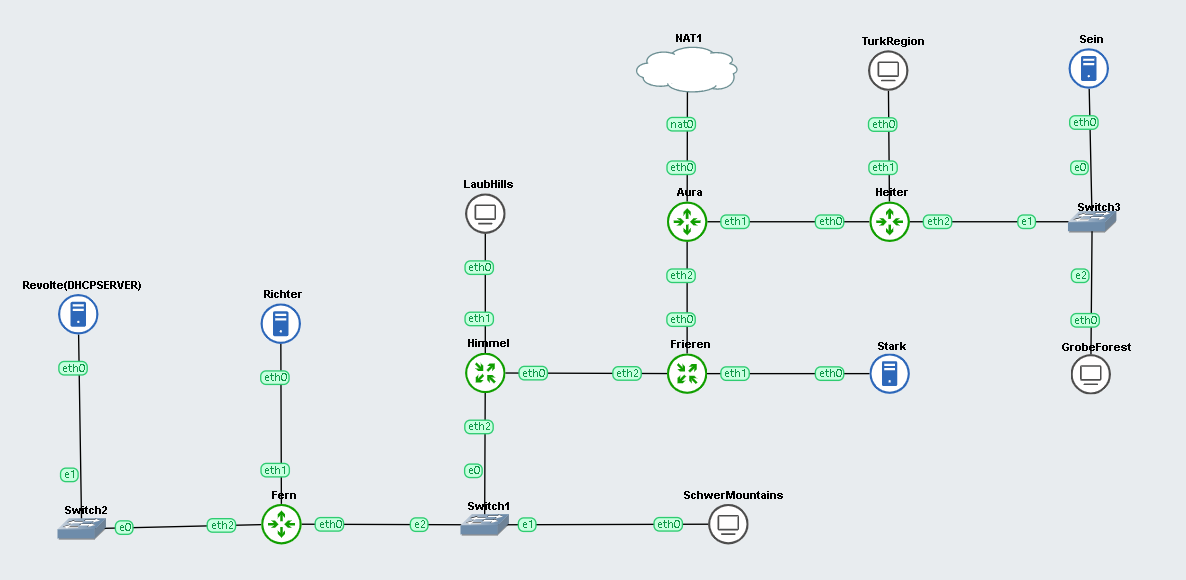 NAT1
TurkRegion
Sein
nat0
eth0
eth0
eth0
eth1
e0
LaubHills
Aura
Heiter
Switch3
eth1
eth0
eth2
e1
eth0
eth2
e2
Revolte(DHCPSERVER)
Richter
eth1
eth0
eth0
Himmel
Frieren
Stark
GrobeForest
eth0
eth0
eth2
eth1
eth0
eth0
eth2
e1
eth1
e0
Switch2
Fern
Switch1
SchwerMountains
e0
eth2
eth0
e2
e1
eth0